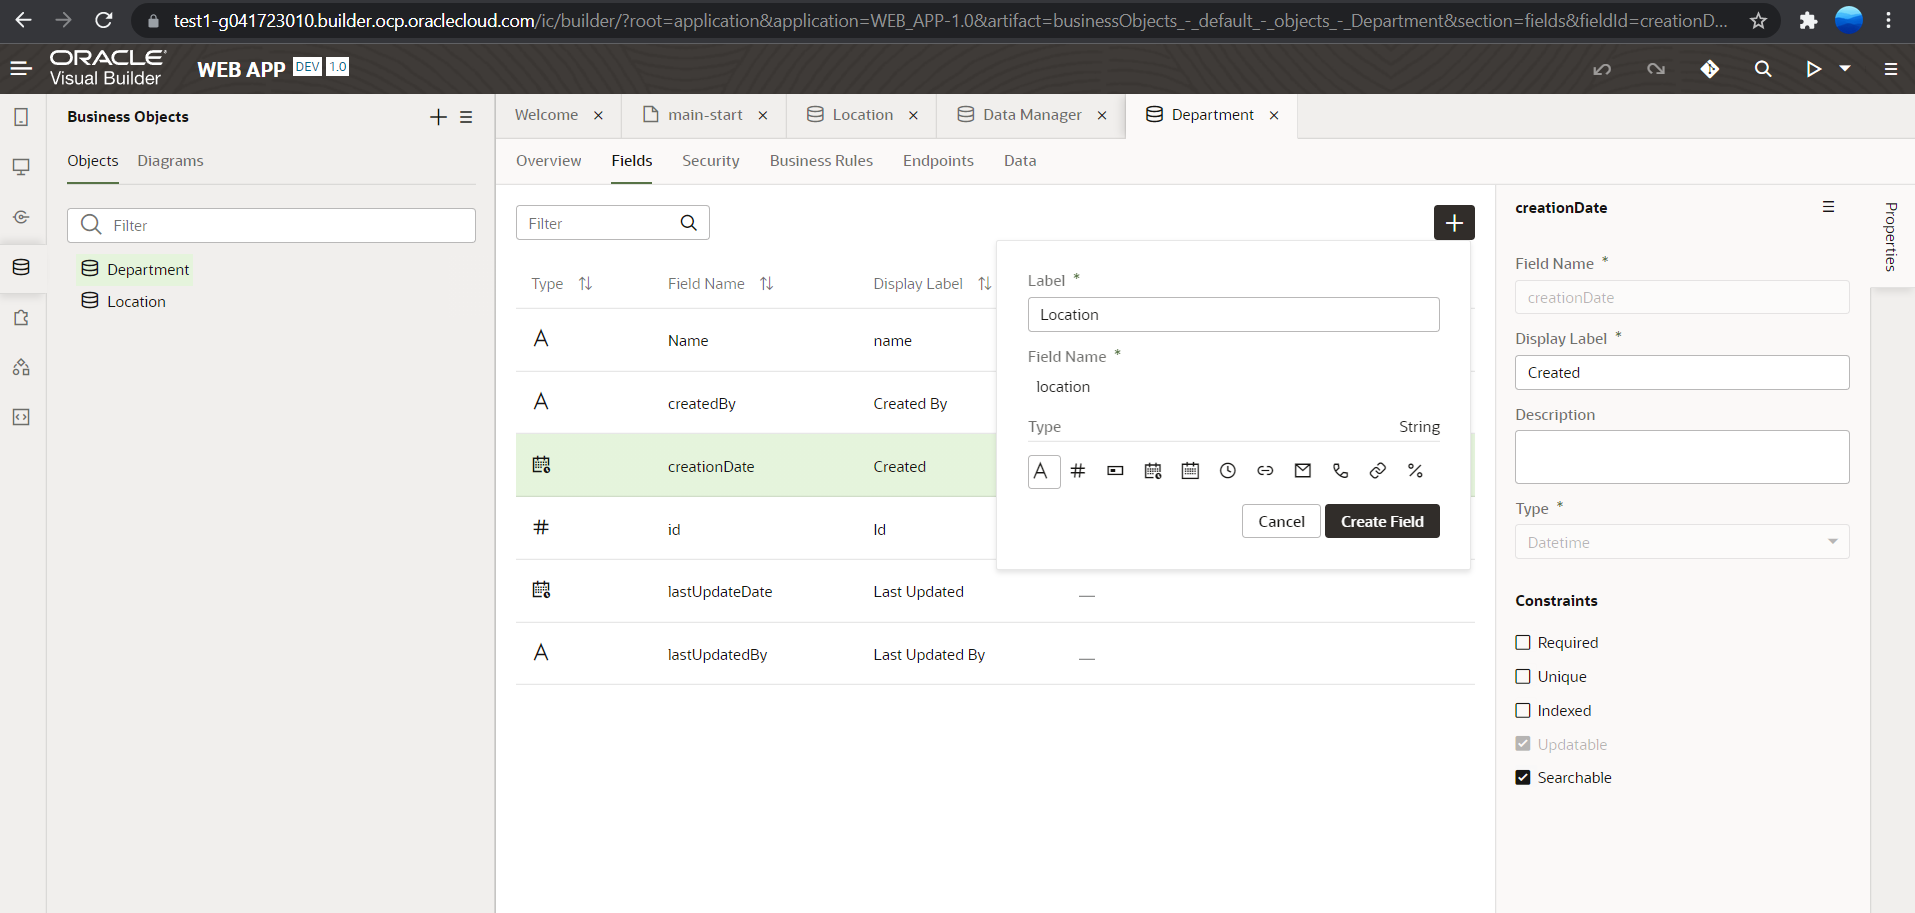 test1-g041723010.builder.ocp.oraclecloud.com/ic/builder/?root=application&application=WEB_APP-1.0&artifact=businessObjects_-_default_-_objects_-_Department&section=fields&fieldId=creationD...
ORACLE
Visual Builder
WEB APP DEV 1.0
Business Objects
Objects Diagrams
Filter
Department
Location
Welcome main-start Location Data Manager Department
Overview Fields Security Business Rules Endpoints Data
Filter
Type Field Name Display Label
A Name name
A createdBy Created By
creationDate Created
# id Id
lastUpdateDate Last Updated —
A lastUpdatedBy Last Updated By —
Label *
Location
Field Name *
location
Type String
A # %
Cancel Create Field
creationDate
Properties
Field Name *
creationDate
Display Label *
Created
Description
Type *
Datetime
Constraints
Required
Unique
Indexed
Updatable
Searchable